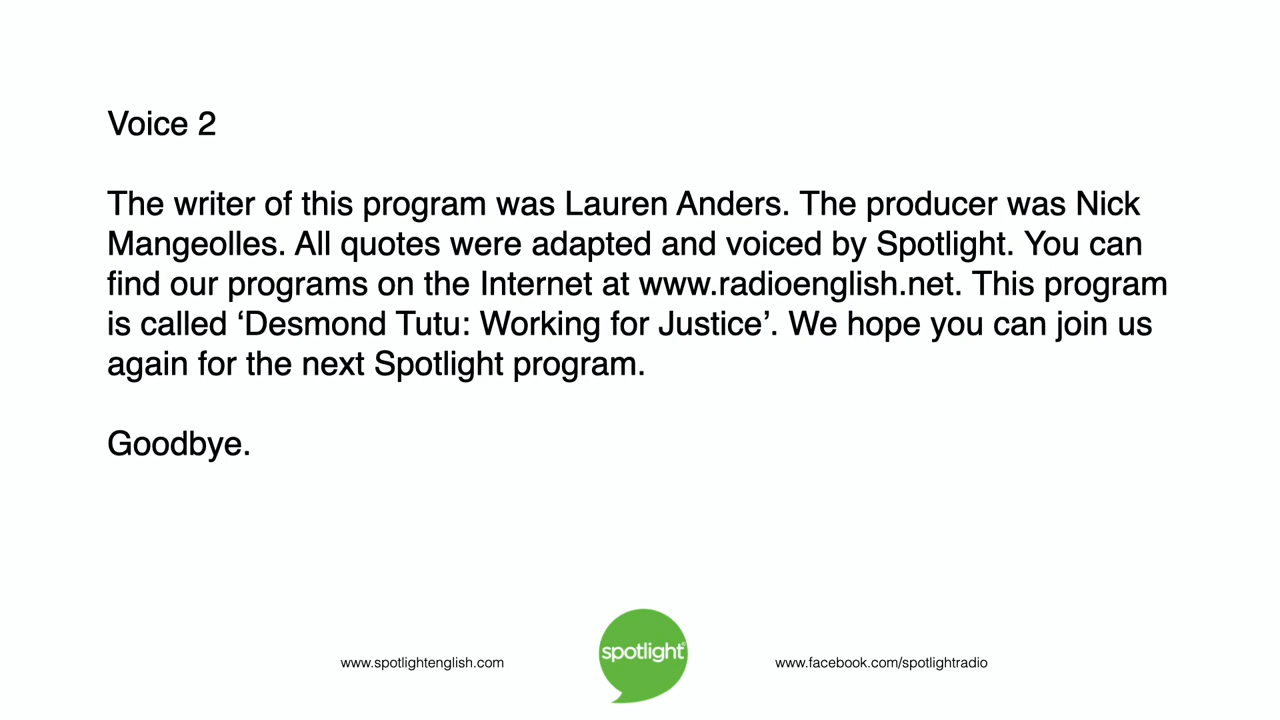 Voice 2
The writer of this program was Lauren Anders. The producer was Nick
Mangeolles. All quotes were adapted and voiced by Spotlight. You can
find our programs on the Internet at www.radioenglish.net. This program
is called ‘Desmond Tutu: Working for Justice’. We hope you can join us
again for the next Spotlight program.
Goodbye.
www.spotlightenglish.com
spotlight
www.facebook.com/spotlightradio